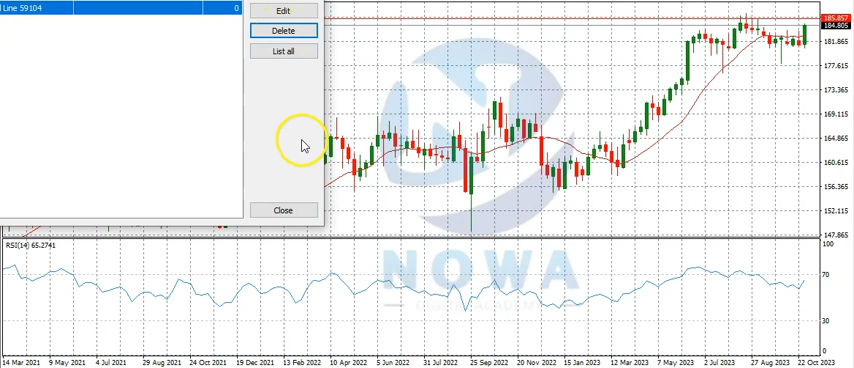 Line 59104
0
Edit
Delete
List all
Close
185.857
184.805
181.865
177.615
173.365
169.115
164.865
160.615
156.365
152.115
147.865
NOWA
RSI(14) 65.2741
100
70
30
0
14 Mar 2021 9 May 2021 4 Jul 2021 29 Aug 2021 24 Oct 2021 19 Dec 2021 13 Feb 2022 10 Apr 2022 5 Jun 2022 31 Jul 2022 25 Sep 2022 20 Nov 2022 15 Jan 2023 12 Mar 2023 7 May 2023 2 Jul 2023 27 Aug 2023 22 Oct 2023